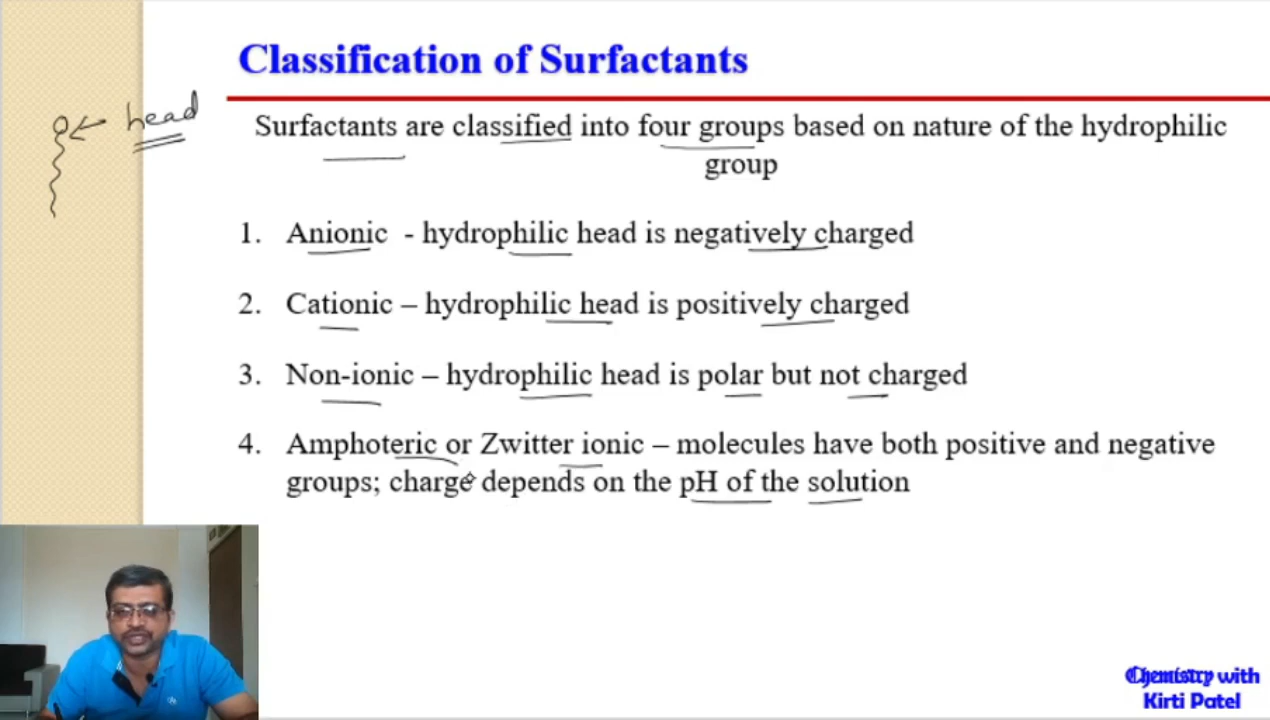 Classification of Surfactants
head
Surfactants are classified into four groups based on nature of the hydrophilic
group
1. Anionic - hydrophilic head is negatively charged
2. Cationic – hydrophilic head is positively charged
3. Non-ionic – hydrophilic head is polar but not charged
4. Amphoteric or Zwitter ionic – molecules have both positive and negative
groups; charge depends on the pH of the solution
Chemistry with
Kirti Patel